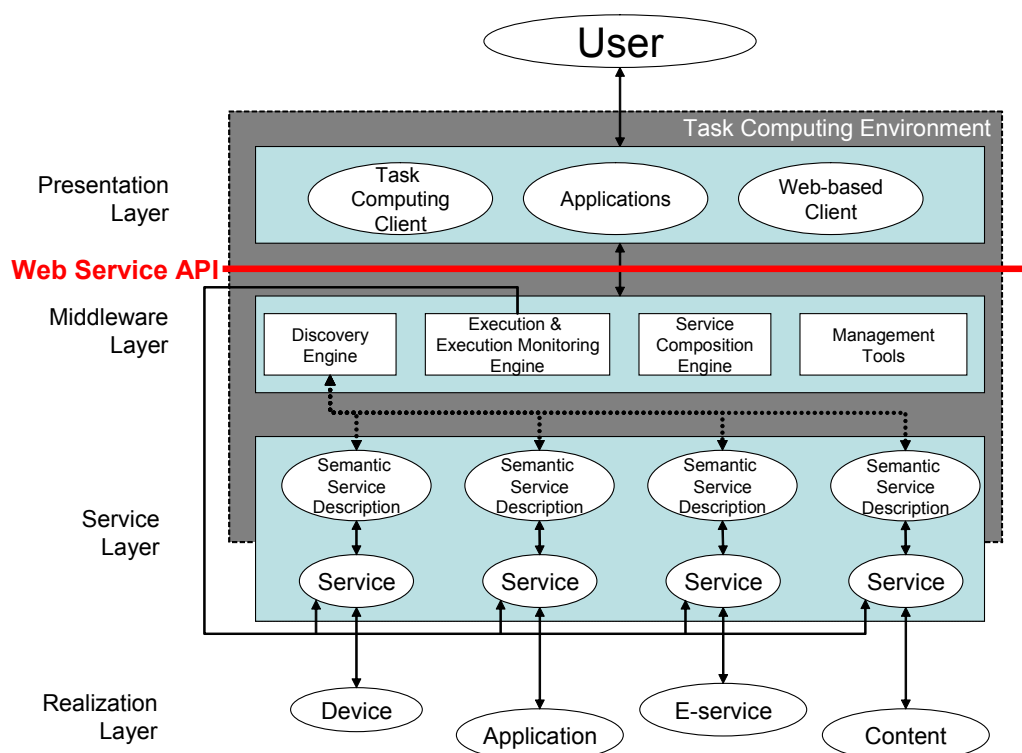 User
Task Computing Environment
Presentation
Layer
Task
Computing
Client
Applications
Web-based
Client
Web Service API
Middleware
Layer
Discovery
Engine
Execution &
Execution Monitoring
Engine
Service
Composition
Engine
Management
Tools
Service
Layer
Semantic
Service
Description
Semantic
Service
Description
Semantic
Service
Description
Semantic
Service
Description
Service
Service
Service
Service
Realization
Layer
Device
Application
E-service
Content